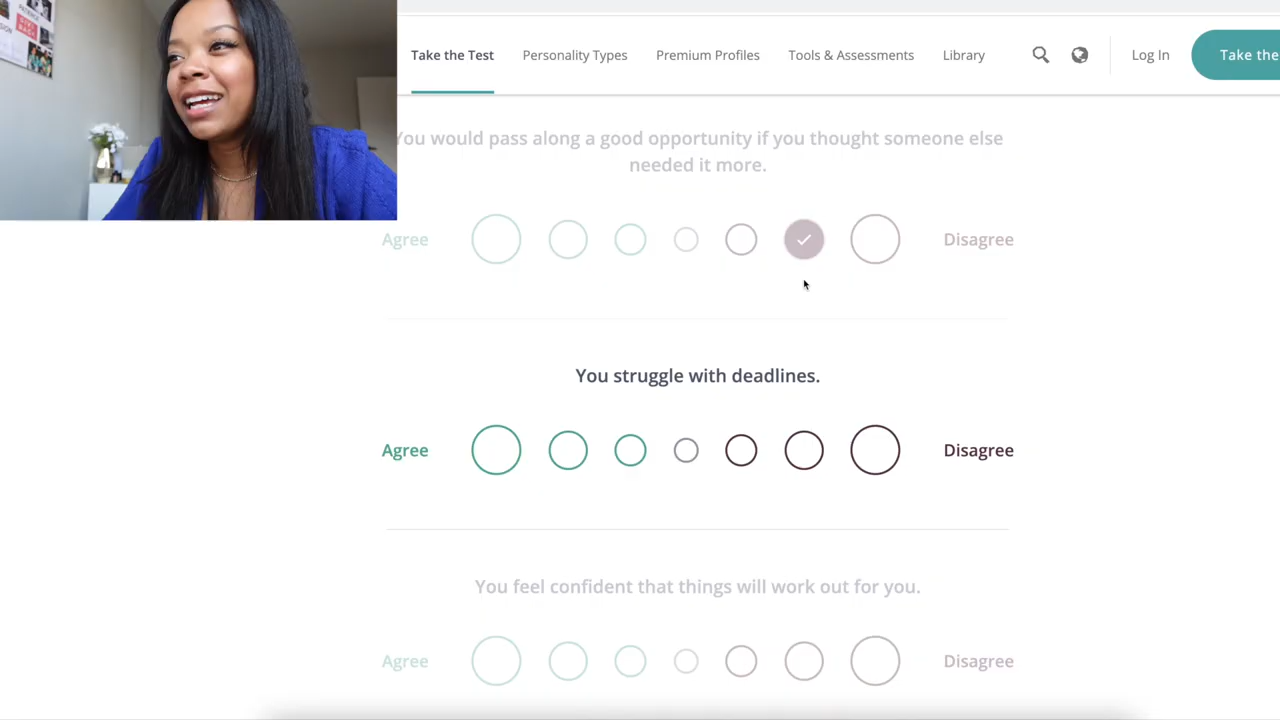 Take the Test Personality Types Premium Profiles Tools & Assessments Library Log In Take the
You would pass along a good opportunity if you thought someone else
needed it more.
Agree Disagree
You struggle with deadlines.
Agree Disagree
You feel confident that things will work out for you.
Agree Disagree